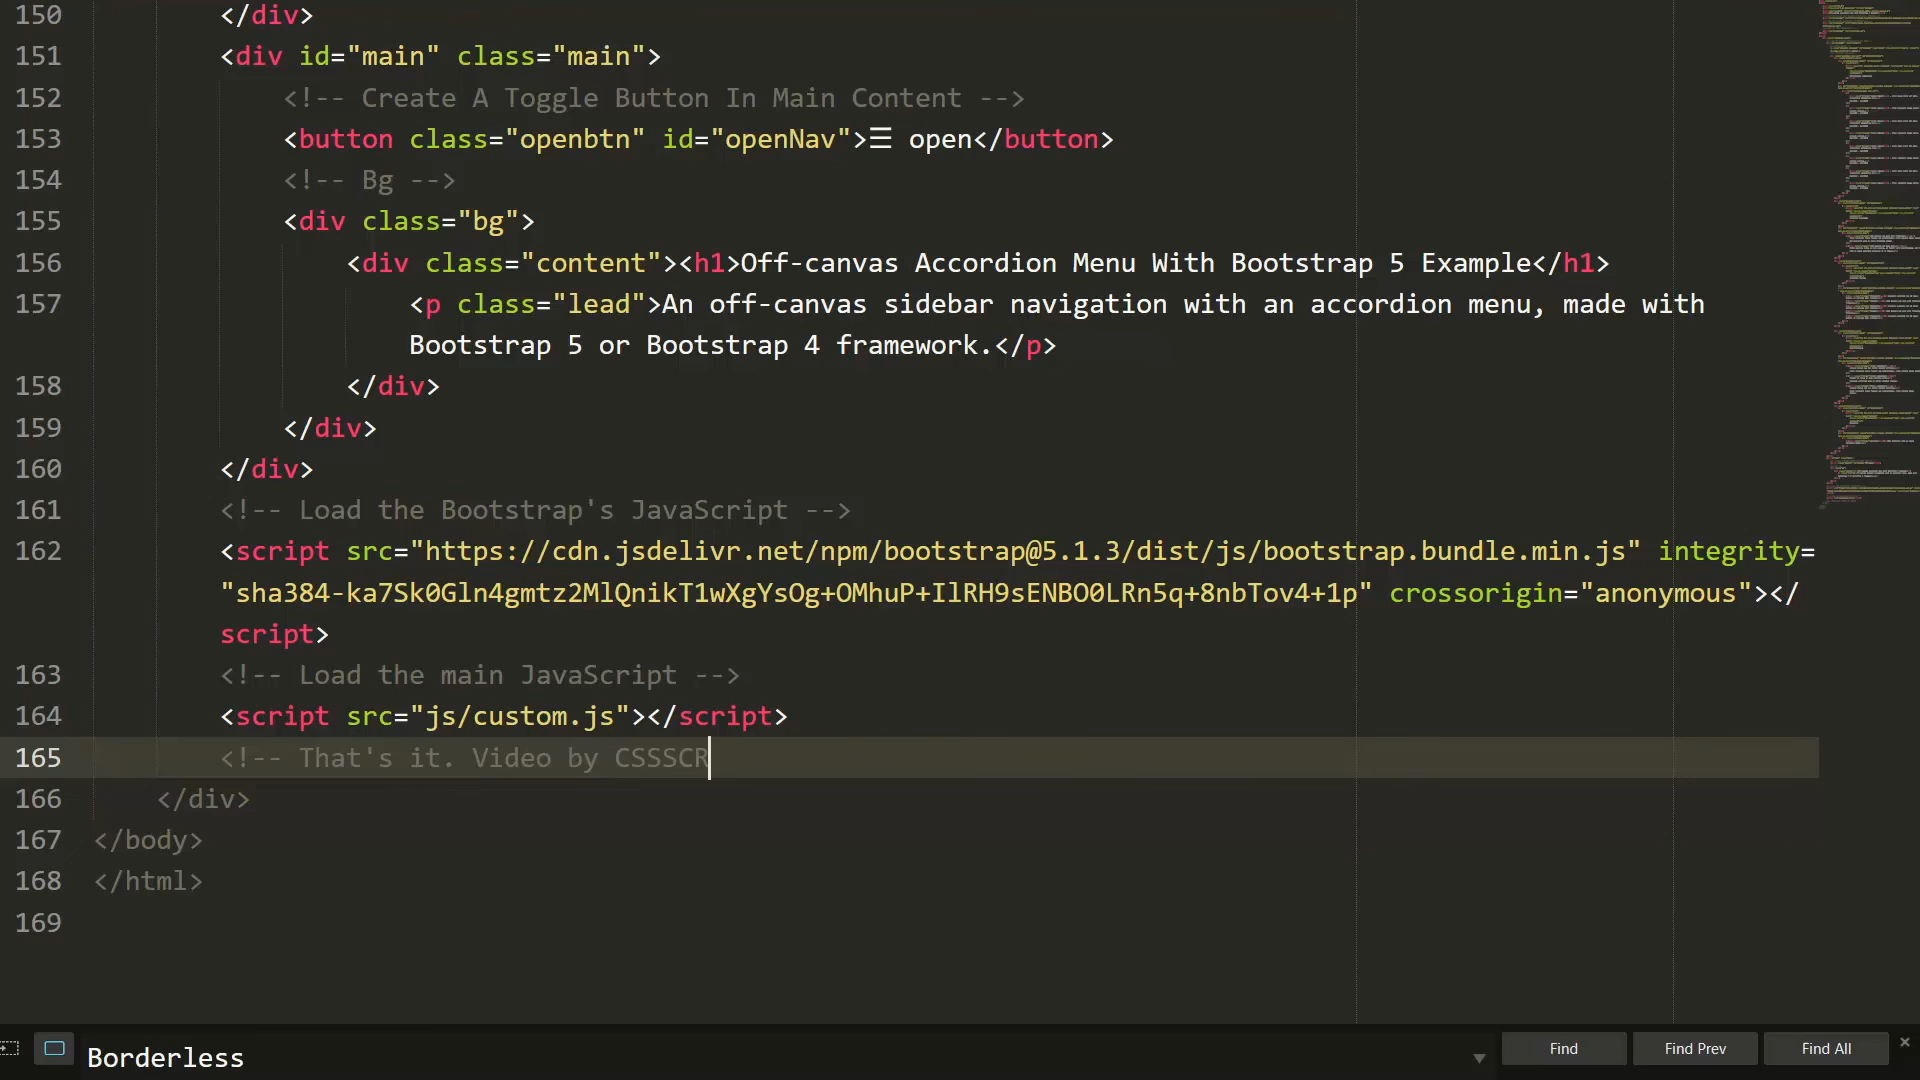 150 </div>
151 <div id="main" class="main">
152 <!-- Create A Toggle Button In Main Content -->
153 <button class="openbtn" id="openNav">☰ open</button>
154 <!-- Bg -->
155 <div class="bg">
156 <div class="content"><h1>Off-canvas Accordion Menu With Bootstrap 5 Example</h1>
157 <p class="lead">An off-canvas sidebar navigation with an accordion menu, made with
Bootstrap 5 or Bootstrap 4 framework.</p>
158 </div>
159 </div>
160 </div>
161 <!-- Load the Bootstrap's JavaScript -->
162 <script src="https://cdn.jsdelivr.net/npm/bootstrap@5.1.3/dist/js/bootstrap.bundle.min.js" integrity=
"sha384-ka7Sk0Gln4gmtz2MlQnikT1wXgYsOg+OMhuP+IlRH9sENBO0LRn5q+8nbTov4+1p" crossorigin="anonymous"></
script>
163 <!-- Load the main JavaScript -->
164 <script src="js/custom.js"></script>
165 <!-- That's it. Video by CSSSCR
166 </div>
167 </body>
168 </html>
169
Borderless Find Find Prev Find All